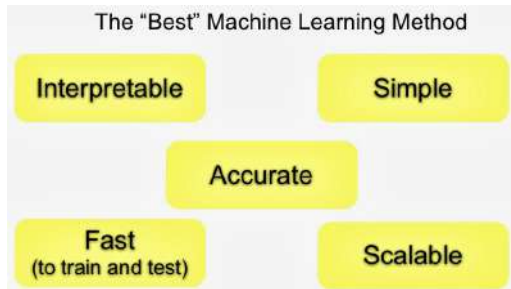 The “Best” Machine Learning Method
Interpretable
Simple
Accurate
Fast
(to train and test)
Scalable